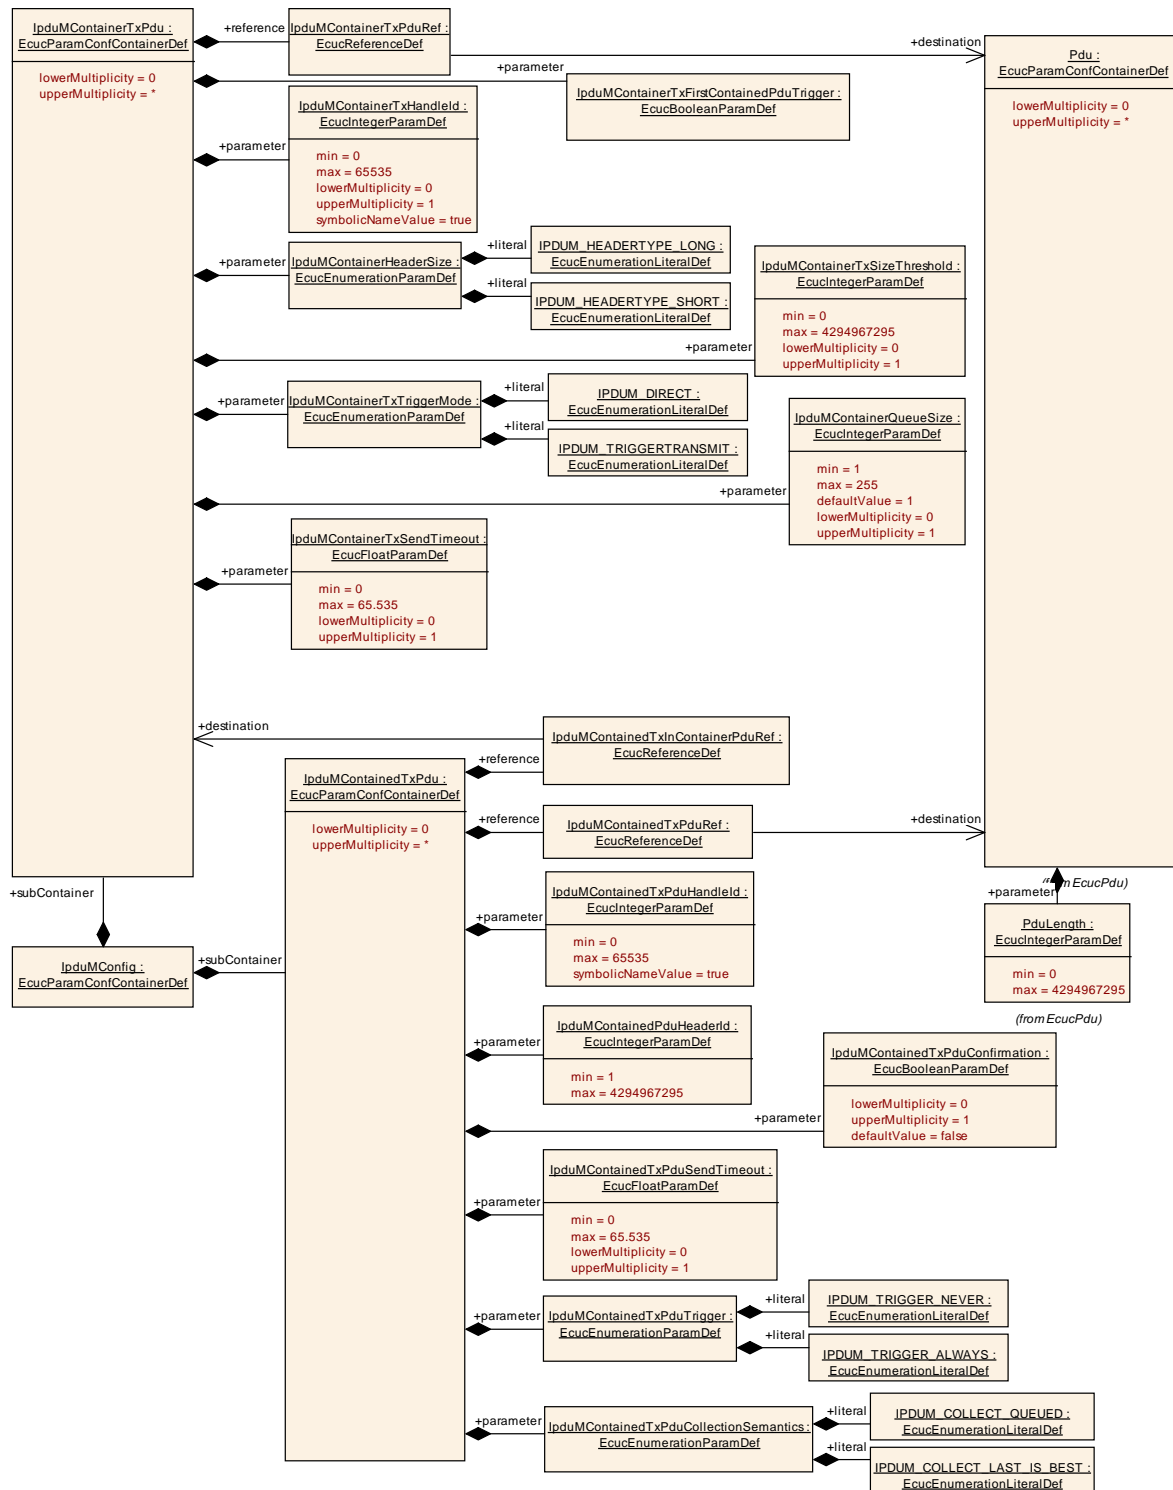 IpduMContainerTxPdu :
EcucParamConfContainerDef
lowerMultiplicity = 0
upperMultiplicity = *
+reference
IpduMContainerTxPduRef :
EcucReferenceDef
+destination
Pdu :
EcucParamConfContainerDef
lowerMultiplicity = 0
upperMultiplicity = *
+parameter
IpduMContainerTxFirstContainedPduTrigger :
EcucBooleanParamDef
+parameter
IpduMContainerTxHandleId :
EcucIntegerParamDef
min = 0
max = 65535
lowerMultiplicity = 0
upperMultiplicity = 1
symbolicNameValue = true
+parameter
IpduMContainerHeaderSize :
EcucEnumerationParamDef
+literal
IPDUM_HEADERTYPE_LONG :
EcucEnumerationLiteralDef
+literal
IPDUM_HEADERTYPE_SHORT :
EcucEnumerationLiteralDef
+parameter
IpduMContainerTxSizeThreshold :
EcucIntegerParamDef
min = 0
max = 4294967295
lowerMultiplicity = 0
upperMultiplicity = 1
+parameter
IpduMContainerTxTriggerMode :
EcucEnumerationParamDef
+literal
IPDUM_DIRECT :
EcucEnumerationLiteralDef
+literal
IPDUM_TRIGGERTRANSMIT :
EcucEnumerationLiteralDef
+parameter
IpduMContainerQueueSize :
EcucIntegerParamDef
min = 1
max = 255
defaultValue = 1
lowerMultiplicity = 0
upperMultiplicity = 1
+parameter
IpduMContainerTxSendTimeout :
EcucFloatParamDef
min = 0
max = 65.535
lowerMultiplicity = 0
upperMultiplicity = 1
+destination
IpduMContainedTxInContainerPduRef :
EcucReferenceDef
+reference
IpduMContainedTxPdu :
EcucParamConfContainerDef
lowerMultiplicity = 0
upperMultiplicity = *
+reference
IpduMContainedTxPduRef :
EcucReferenceDef
+destination
+subContainer
IpduMConfig :
EcucParamConfContainerDef
+subContainer
+parameter
IpduMContainedTxPduHandleId :
EcucIntegerParamDef
min = 0
max = 65535
symbolicNameValue = true
EcucPdu)
+parameter
PduLength :
EcucIntegerParamDef
min = 0
max = 4294967295
(from EcucPdu)
+parameter
IpduMContainedPduHeaderId :
EcucIntegerParamDef
min = 1
max = 4294967295
+parameter
IpduMContainedTxPduConfirmation :
EcucBooleanParamDef
lowerMultiplicity = 0
upperMultiplicity = 1
defaultValue = false
+parameter
IpduMContainedTxPduSendTimeout :
EcucFloatParamDef
min = 0
max = 65.535
lowerMultiplicity = 0
upperMultiplicity = 1
+parameter
IpduMContainedTxPduTrigger :
EcucEnumerationParamDef
+literal
IPDUM_TRIGGER_NEVER :
EcucEnumerationLiteralDef
+literal
IPDUM_TRIGGER_ALWAYS :
EcucEnumerationLiteralDef
+parameter
IpduMContainedTxPduCollectionSemantics :
EcucEnumerationParamDef
+literal
IPDUM_COLLECT_QUEUED :
EcucEnumerationLiteralDef
+literal
IPDUM_COLLECT_LAST_IS_BEST :
EcucEnumerationLiteralDef